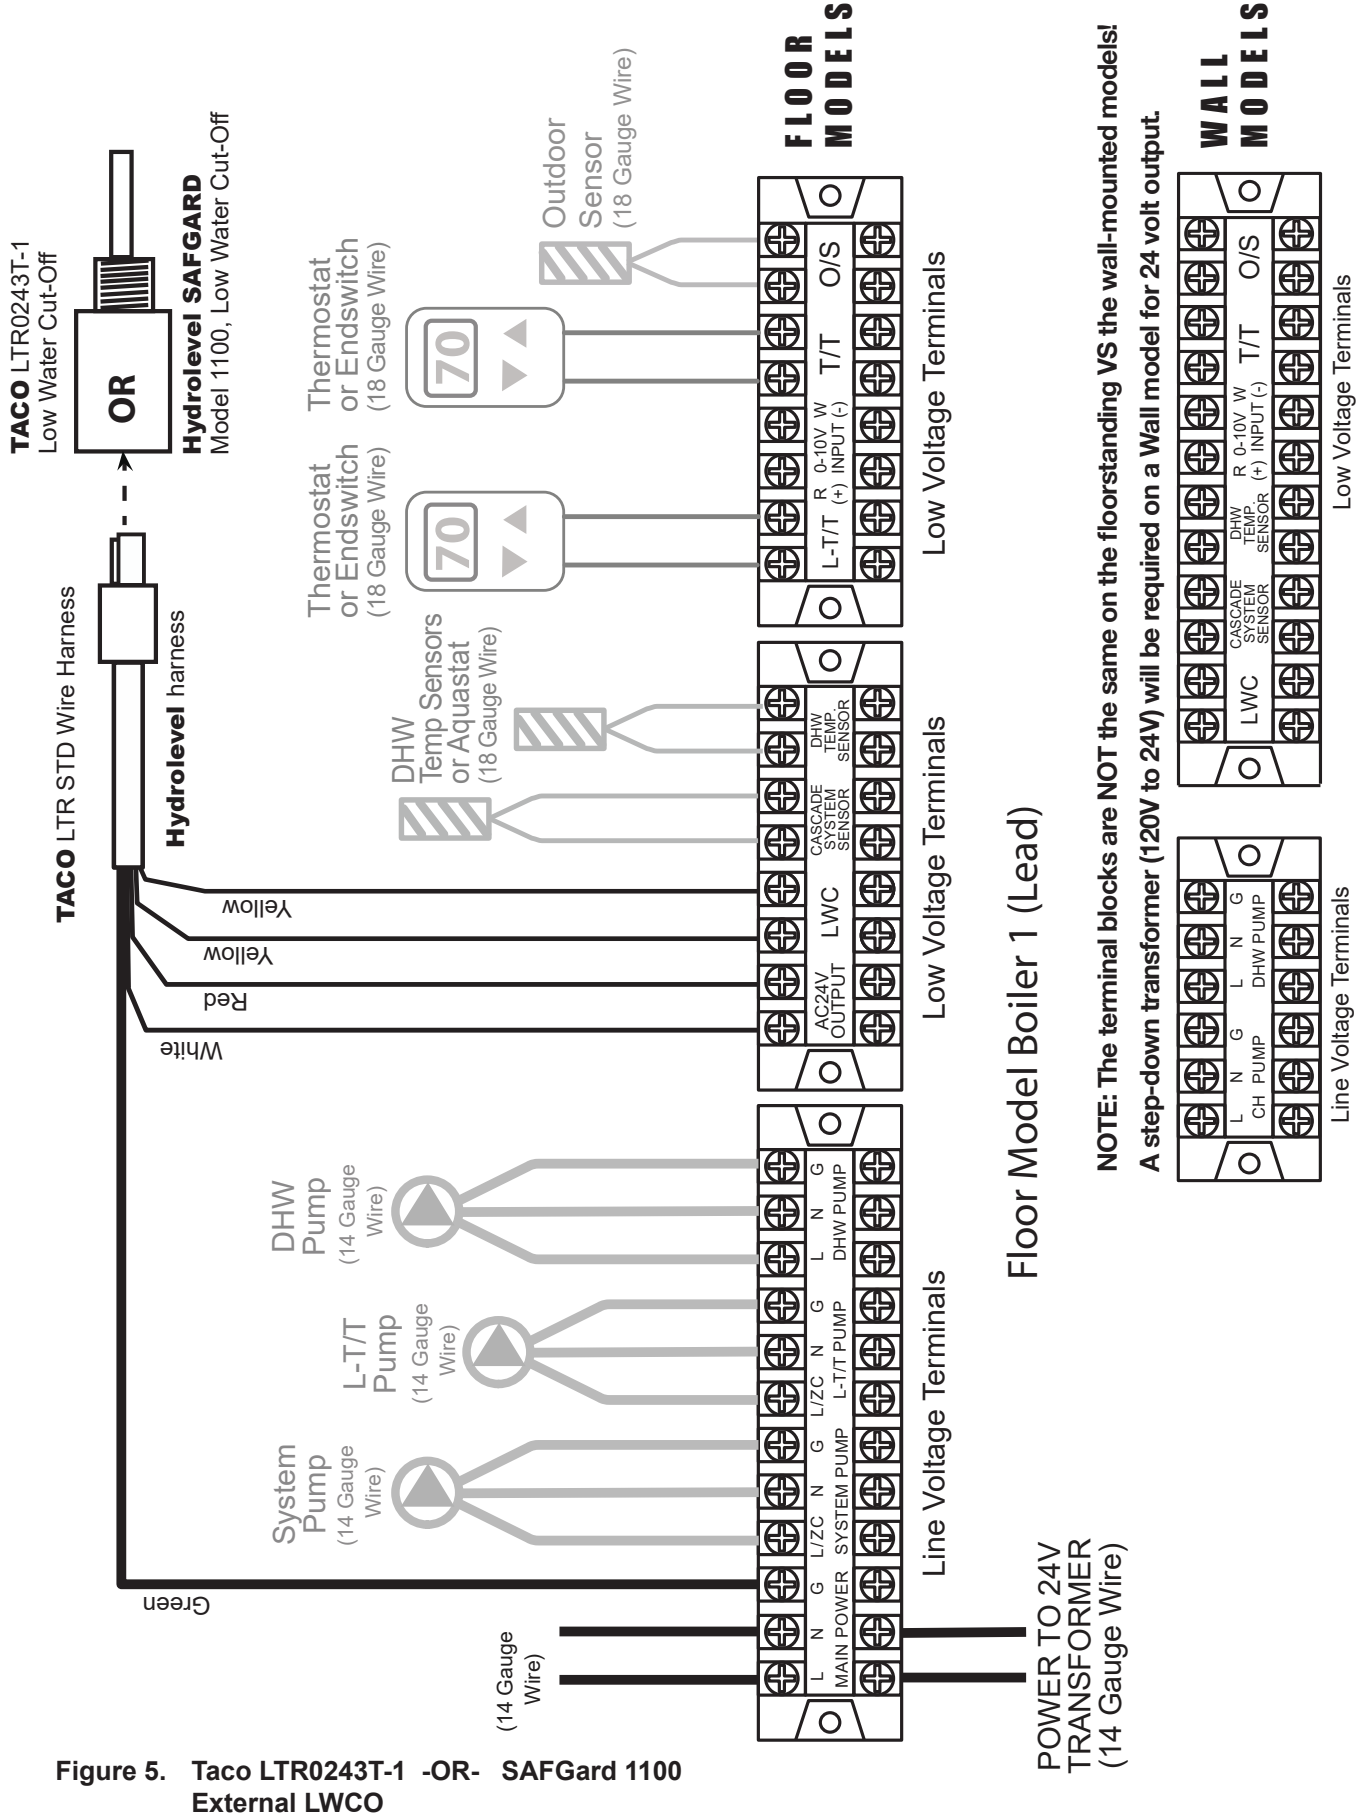 TACO LTR0243T-1
Low Water Cut-Off
OR
Hydrolevel SAFGARD
Model 1100, Low Water Cut-Off
TACO LTR STD Wire Harness
Hydrolevel harness
Green
White
Red
Yellow
Yellow
System
Pump
(14 Gauge
Wire)
L-T/T
Pump
(14 Gauge
Wire)
DHW
Pump
(14 Gauge
Wire)
DHW
Temp Sensors
or Aquastat
(18 Gauge Wire)
Thermostat
or Endswitch
(18 Gauge Wire)
70
Thermostat
or Endswitch
(18 Gauge Wire)
70
Outdoor
Sensor
(18 Gauge Wire)
(14 Gauge
Wire)
L N G
MAIN POWER
L/ZC N G
SYSTEM PUMP
L/ZC N G
L-T/T PUMP
L N G
DHW PUMP
Line Voltage Terminals
AC24V
OUTPUT
LWC
CASCADE
SYSTEM
SENSOR
DHW
TEMP.
SENSOR
Low Voltage Terminals
L-T/T
R 0-10V W
(+) INPUT (-)
T/T
O/S
Low Voltage Terminals
FLOOR
MODELS
POWER TO 24V
TRANSFORMER
(14 Gauge Wire)
Floor Model Boiler 1 (Lead)
NOTE: The terminal blocks are NOT the same on the floorstanding VS the wall-mounted models!
A step-down transformer (120V to 24V) will be required on a Wall model for 24 volt output.
L N G
CH PUMP
L N G
DHW PUMP
Line Voltage Terminals
LWC
CASCADE
SYSTEM
SENSOR
DHW
TEMP.
SENSOR
R 0-10V W
(+) INPUT (-)
T/T
O/S
Low Voltage Terminals
WALL
MODELS
Figure 5. Taco LTR0243T-1 -OR- SAFGard 1100
External LWCO